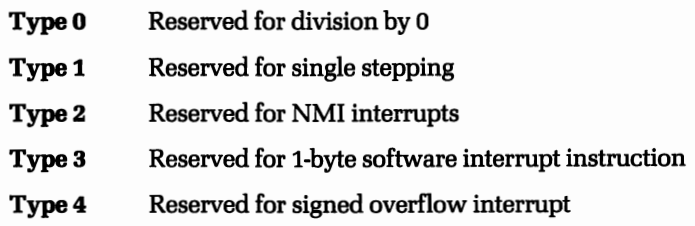 Type 0 Reserved for division by 0
Type 1 Reserved for single stepping
Type 2 Reserved for NMI interrupts
Type 3 Reserved for 1-byte software interrupt instruction
Type 4 Reserved for signed overflow interrupt